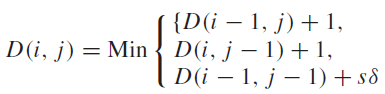 {D(i – 1, j) + 1,
D(i, j) = Min { D(i, j – 1) + 1,
D(i – 1, j – 1) + sδ